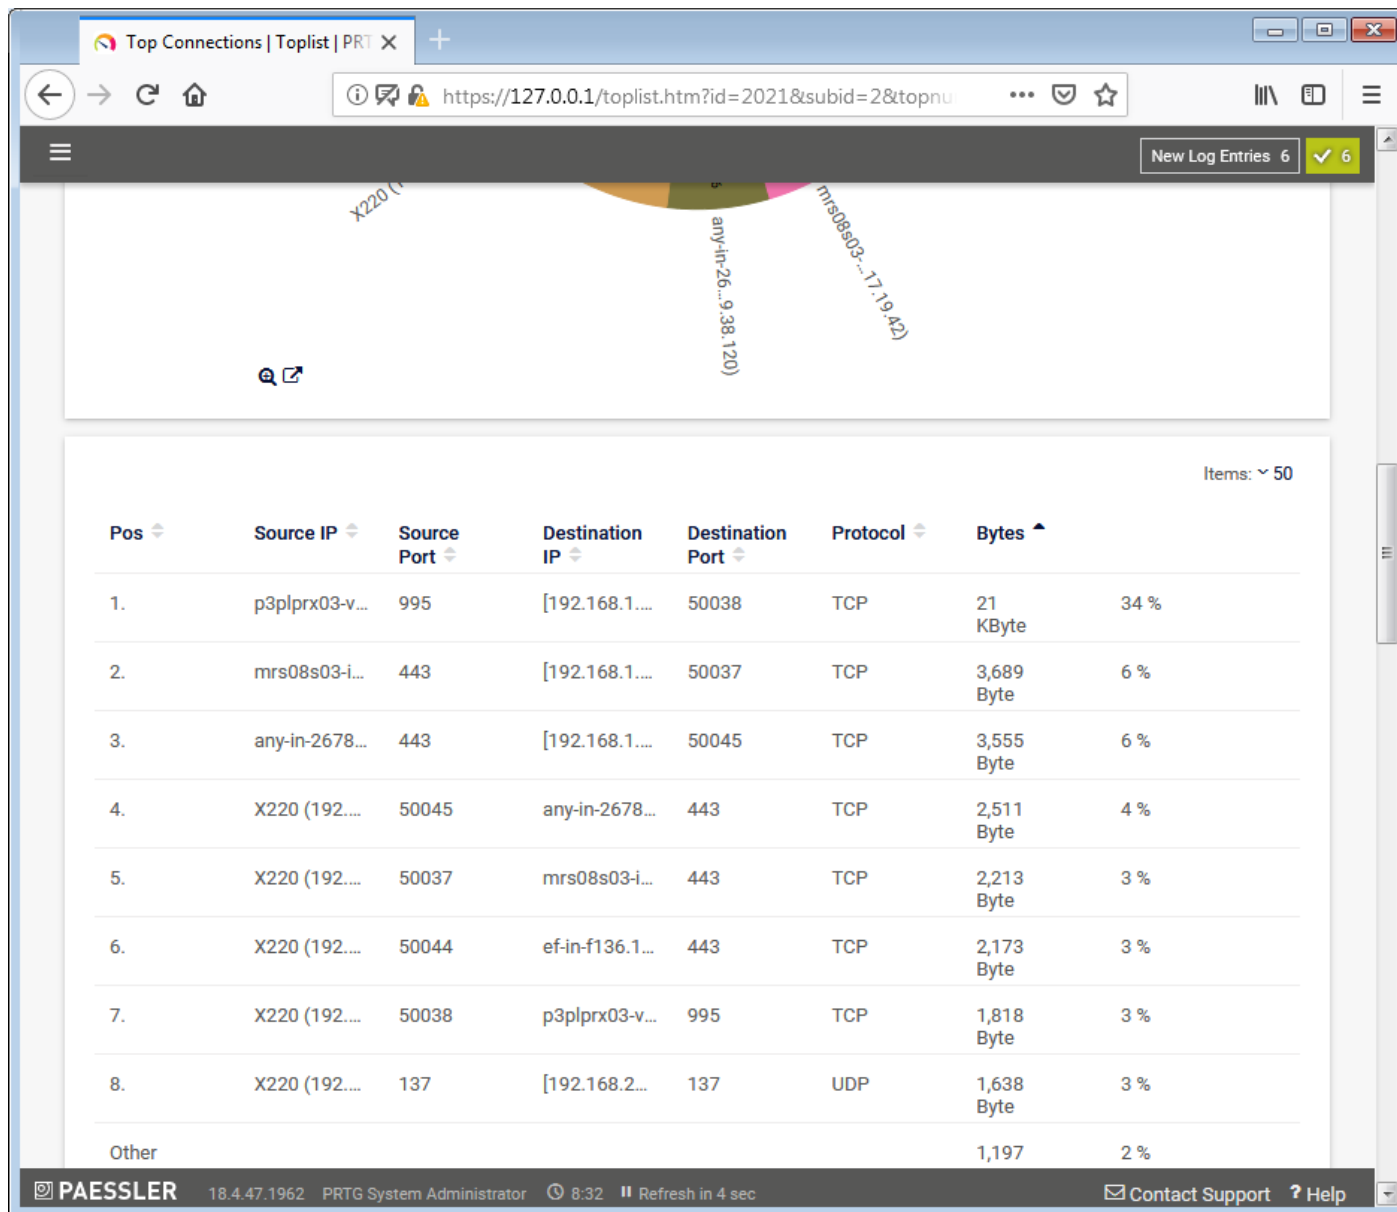 Top Connections | Toplist | PRT
https://127.0.0.1/toplist.htm?id=2021&subid=2&topnu
New Log Entries 6
6
X220 (1
any-in-26...9.38.120)
mrs08s03-...17.19.42)
Items: 50
Pos Source IP Source Port Destination IP Destination Port Protocol Bytes
1. p3plprx03-v... 995 [192.168.1.... 50038 TCP 21 KByte 34 %
2. mrs08s03-i... 443 [192.168.1.... 50037 TCP 3,689 Byte 6 %
3. any-in-2678... 443 [192.168.1.... 50045 TCP 3,555 Byte 6 %
4. X220 (192.... 50045 any-in-2678... 443 TCP 2,511 Byte 4 %
5. X220 (192.... 50037 mrs08s03-i... 443 TCP 2,213 Byte 3 %
6. X220 (192.... 50044 ef-in-f136.1... 443 TCP 2,173 Byte 3 %
7. X220 (192.... 50038 p3plprx03-v... 995 TCP 1,818 Byte 3 %
8. X220 (192.... 137 [192.168.2... 137 UDP 1,638 Byte 3 %
Other 1,197 2 %
PAESSLER 18.4.47.1962 PRTG System Administrator 8:32 Refresh in 4 sec Contact Support ? Help